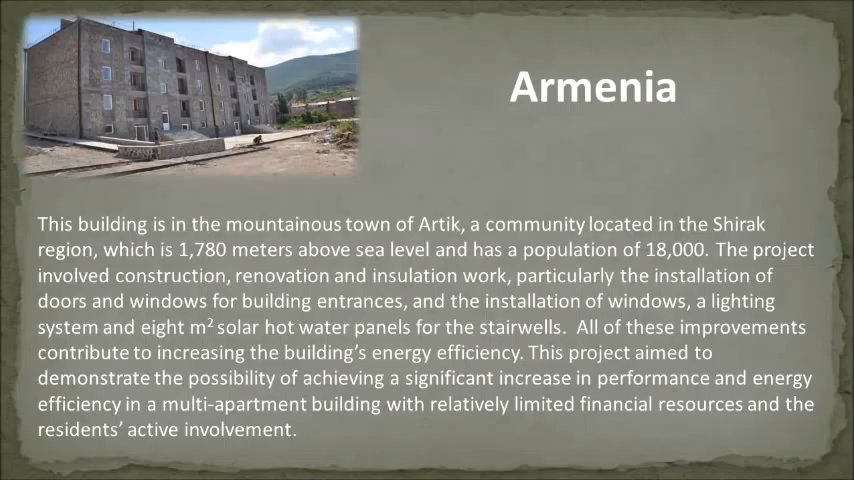 Armenia
This building is in the mountainous town of Artik, a community located in the Shirak
region, which is 1,780 meters above sea level and has a population of 18,000. The project
involved construction, renovation and insulation work, particularly the installation of
doors and windows for building entrances, and the installation of windows, a lighting
system and eight m² solar hot water panels for the stairwells. All of these improvements
contribute to increasing the building’s energy efficiency. This project aimed to
demonstrate the possibility of achieving a significant increase in performance and energy
efficiency in a multi-apartment building with relatively limited financial resources and the
residents’ active involvement.